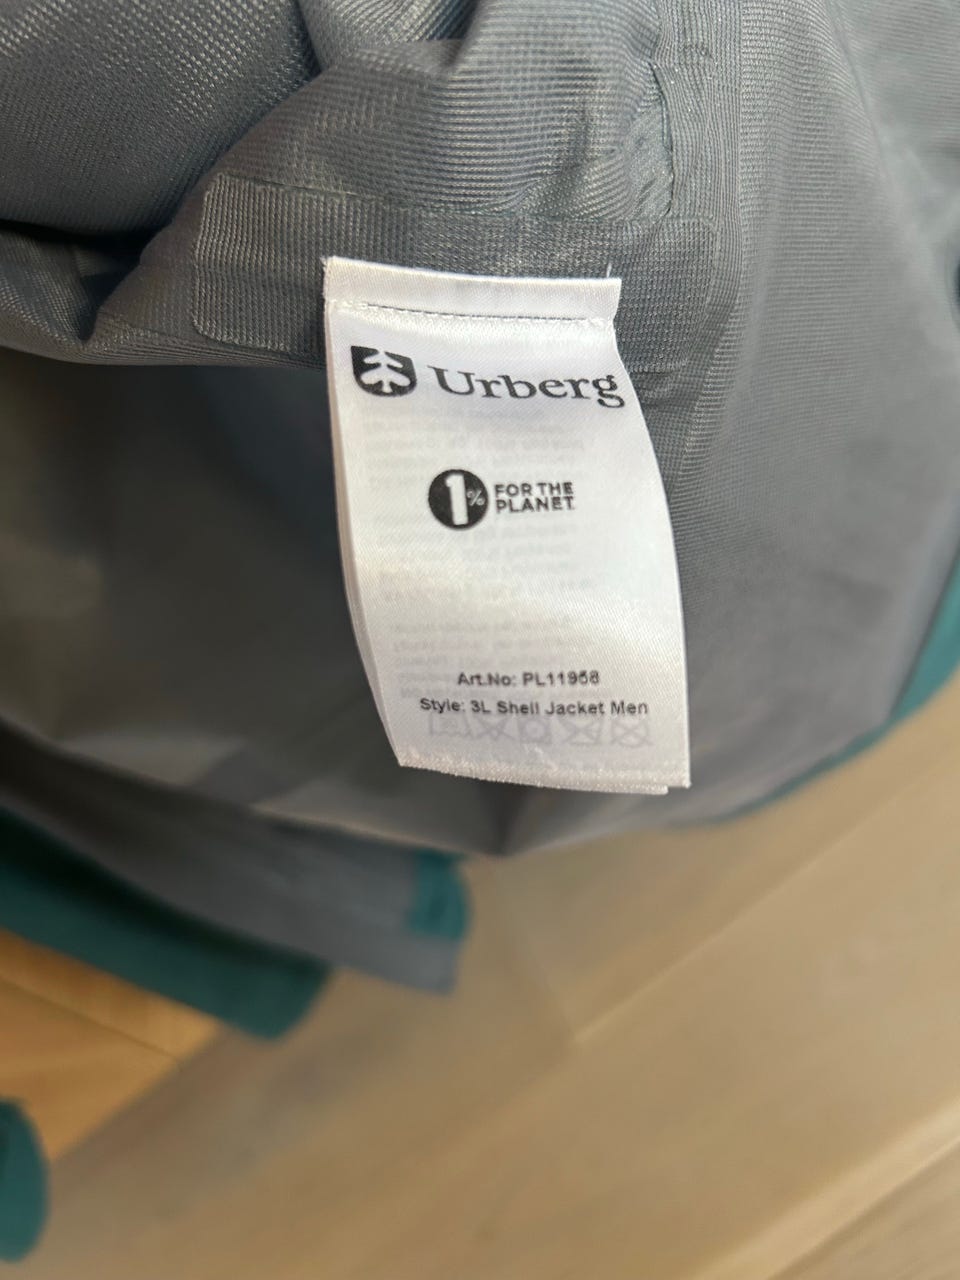 Urberg
1%
FOR THE
PLANET
Art.No: PL11958
Style: 3L Shell Jacket Men